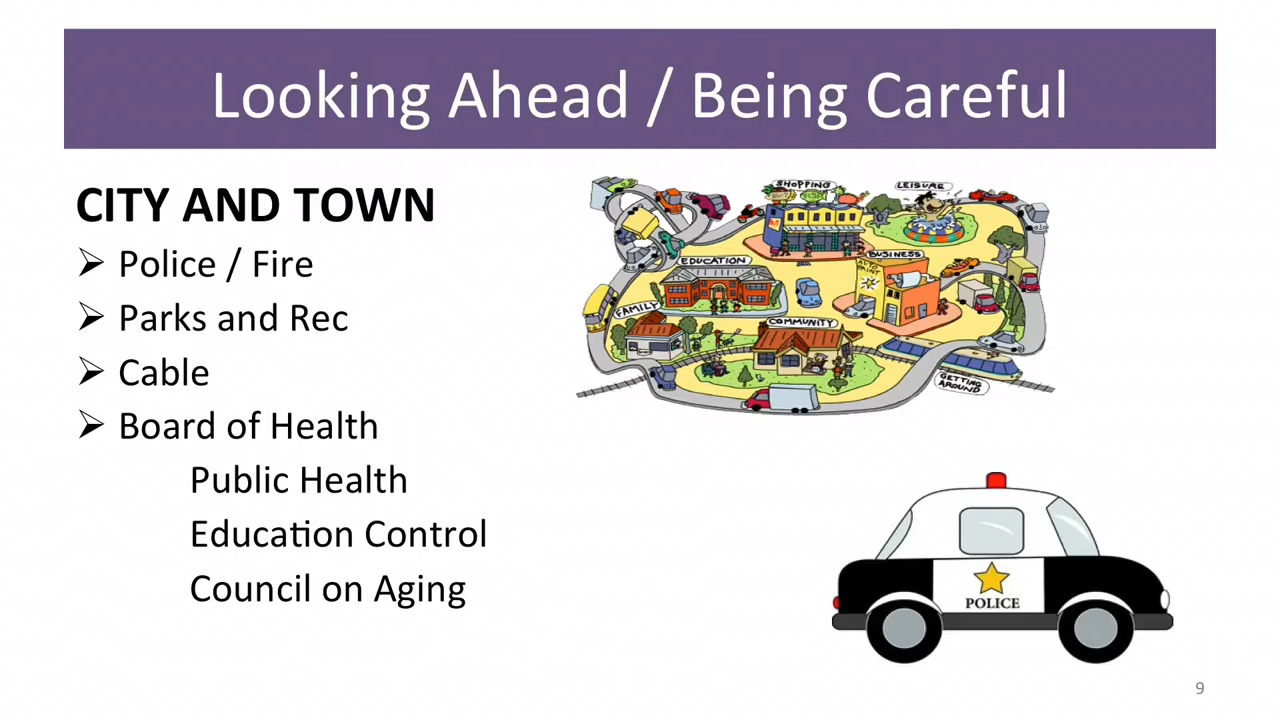 Looking Ahead / Being Careful
CITY AND TOWN
Police / Fire
Parks and Rec
Cable
Board of Health
Public Health
Education Control
Council on Aging
SHOPPING
LEISURE
EDUCATION
BUSINESS
FAMILY
COMMUNITY
GETTING
AROUND
POLICE
9